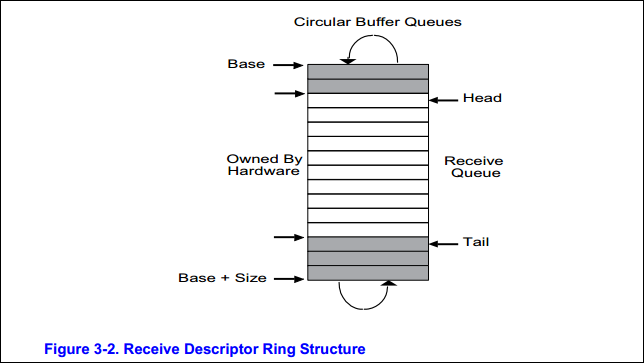 Circular Buffer Queues
Base
Head
Owned By
Hardware
Receive
Queue
Tail
Base + Size
Figure 3-2. Receive Descriptor Ring Structure